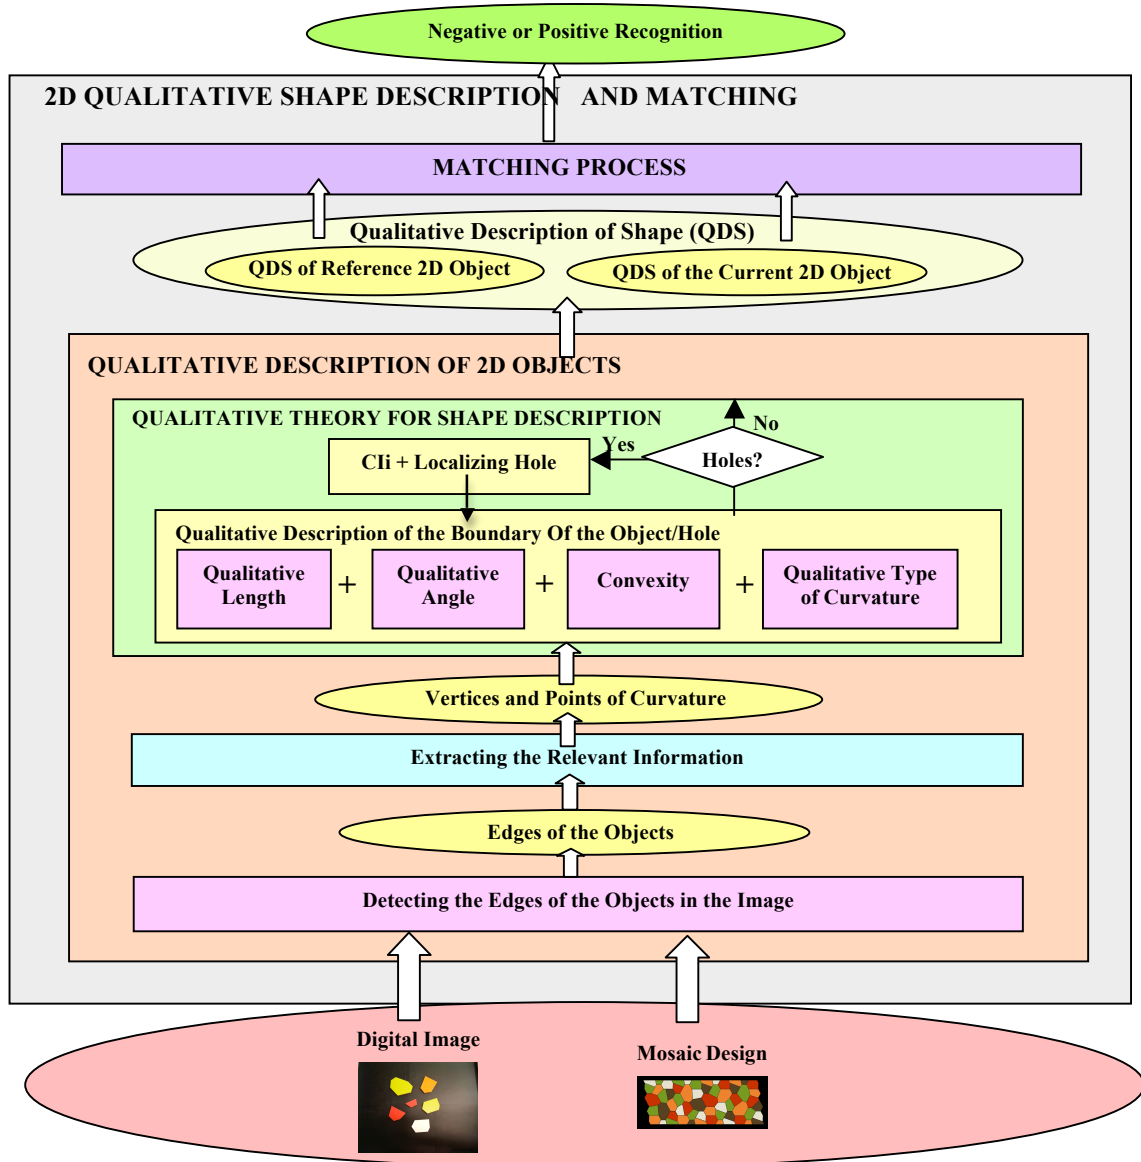 Negative or Positive Recognition
2D QUALITATIVE SHAPE DESCRIPTION AND MATCHING
MATCHING PROCESS
Qualitative Description of Shape (QDS)
QDS of Reference 2D Object
QDS of the Current 2D Object
QUALITATIVE DESCRIPTION OF 2D OBJECTS
QUALITATIVE THEORY FOR SHAPE DESCRIPTION
No
Yes
CIi + Localizing Hole
Holes?
Qualitative Description of the Boundary Of the Object/Hole
Qualitative
Length
+
Qualitative
Angle
+
Convexity
+
Qualitative Type
of Curvature
Vertices and Points of Curvature
Extracting the Relevant Information
Edges of the Objects
Detecting the Edges of the Objects in the Image
Digital Image
Mosaic Design